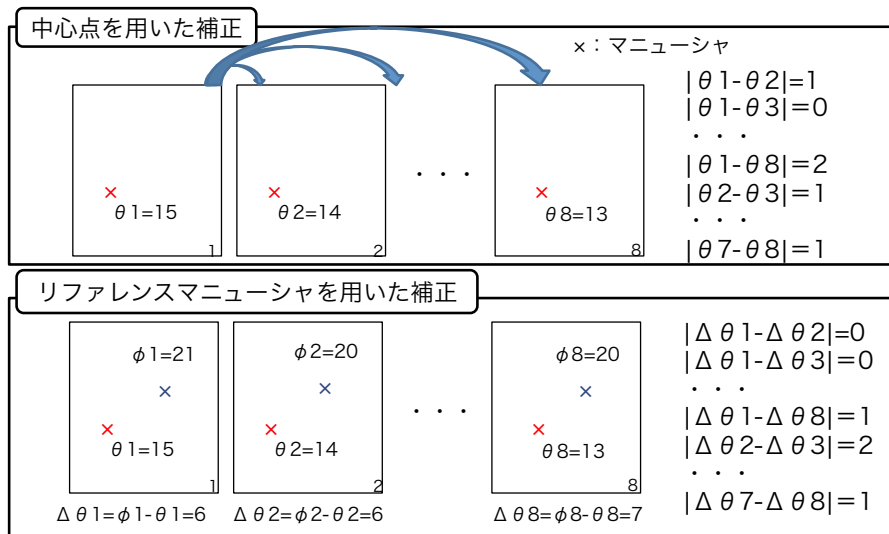 中心点を用いた補正
×：マニューシャ
|θ1-θ2|=1
|θ1-θ3|=0
・・・
|θ1-θ8|=2
|θ2-θ3|=1
・・・
|θ7-θ8|=1
θ1=15
1
θ2=14
2
・・・
θ8=13
8
リファレンスマニューシャを用いた補正
φ1=21
θ1=15
1
Δθ1=φ1-θ1=6
φ2=20
θ2=14
2
Δθ2=φ2-θ2=6
・・・
φ8=20
θ8=13
8
Δθ8=φ8-θ8=7
|Δθ1-Δθ2|=0
|Δθ1-Δθ3|=0
・・・
|Δθ1-Δθ8|=1
|Δθ2-Δθ3|=2
・・・
|Δθ7-Δθ8|=1